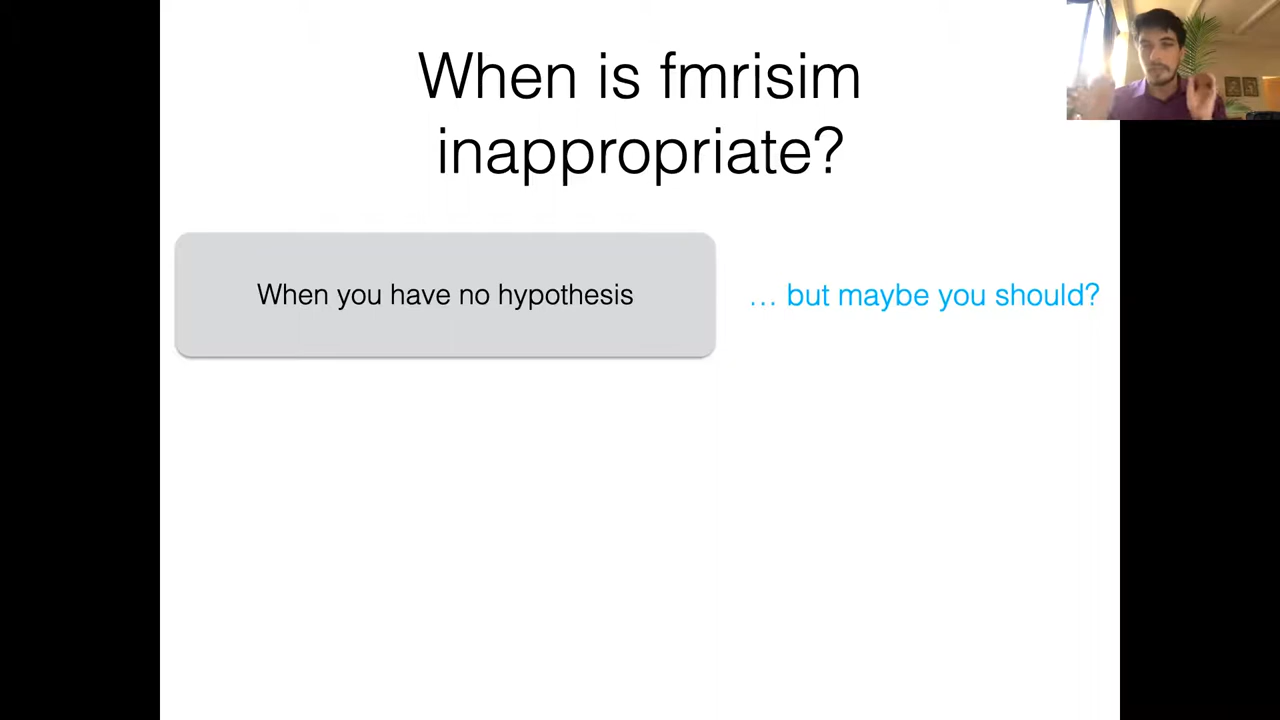 When is fmrisim
inappropriate?
When you have no hypothesis
… but maybe you should?